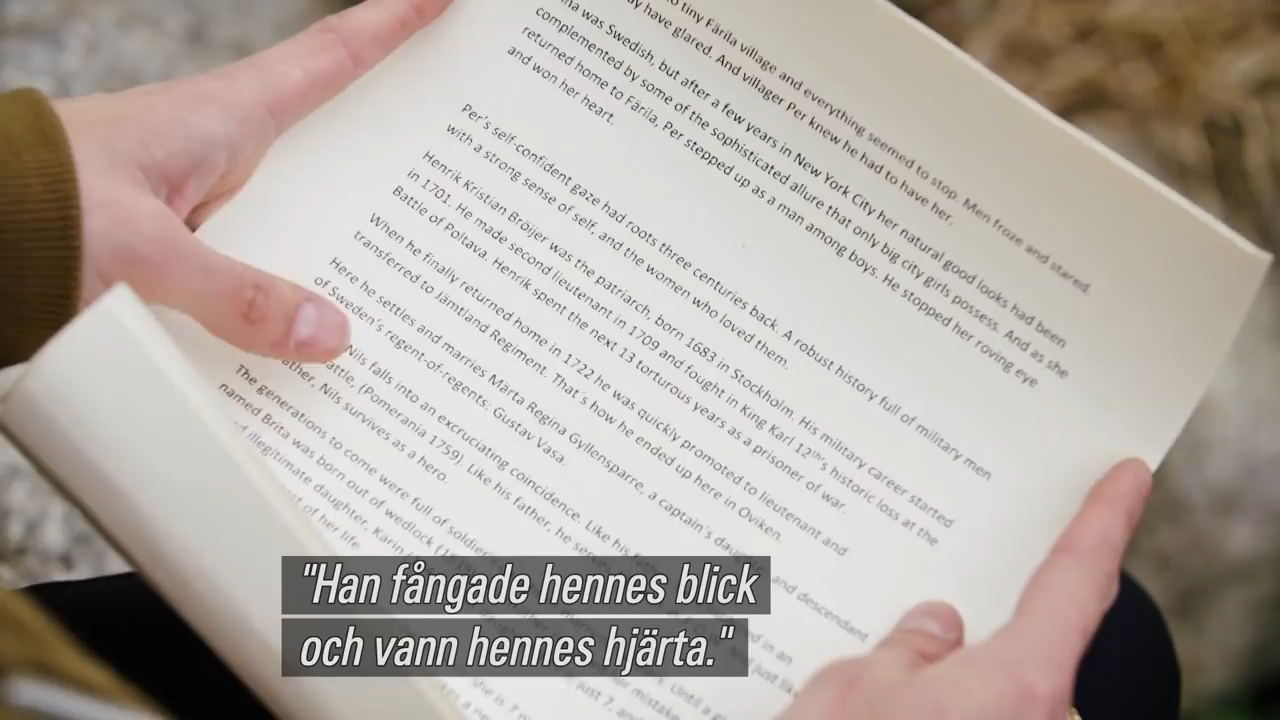 tiny Färila village and everything seemed to stop. Men froze and stared.
have glared. And villager Per knew he had to have her.
was Swedish, but after a few years in New York City her natural good looks had been
complemented by some of the sophisticated allure that only big city girls possess. And as she
returned home to Färila, Per stepped up as a man among boys. He stopped her roving eye
and won her heart.
Per's self-confident gaze had roots three centuries back. A robust history full of military men
with a strong sense of self, and the women who loved them.
Henrik Kristian Bröijer was the patriarch, born 1683 in Stockholm. His military career started
in 1701. He made second lieutenant in 1709 and fought in King Karl 12th's historic loss at the
Battle of Poltava. Henrik spent the next 13 torturous years as a prisoner of war.
When he finally returned home in 1722 he was quickly promoted to lieutenant and
transferred to Jämtland Regiment. That's how he ended up here in Oviken.
Here he settles and marries Märta Regina Gyllensparre, a captain's and descendant
of Sweden's regent-of-regents: Gustav Vasa.
Nils falls into an excruciating coincidence. Like his in an
(Pomerania 1759). Like his father, he just
Nils survives as a hero.
The generations to come were full of Until a
named Brita was born out of wedlock
illegitimate daughter, Karin just 7,
of her life
"Han fångade hennes blick
och vann hennes hjärta."